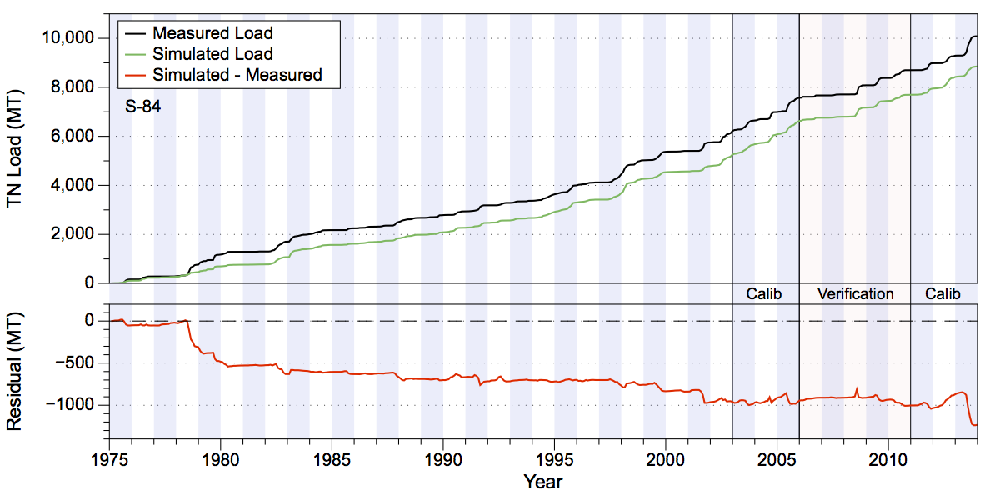 Measured Load
Simulated Load
Simulated - Measured
S-84
TN Load (MT)
10,000
8,000
6,000
4,000
2,000
0
Calib
Verification
Calib
Residual (MT)
0
−500
−1000
1975
1980
1985
1990
1995
2000
2005
2010
Year